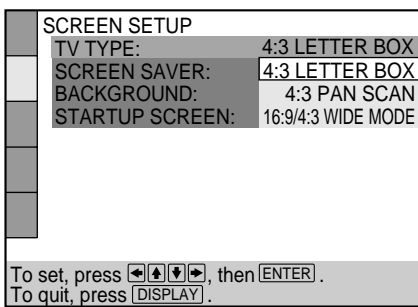 SCREEN SETUP
TV TYPE: 4:3 LETTER BOX
SCREEN SAVER: 4:3 LETTER BOX
BACKGROUND: 4:3 PAN SCAN
STARTUP SCREEN: 16:9/4:3 WIDE MODE
To set, press ←↑↓→, then ENTER.
To quit, press DISPLAY.